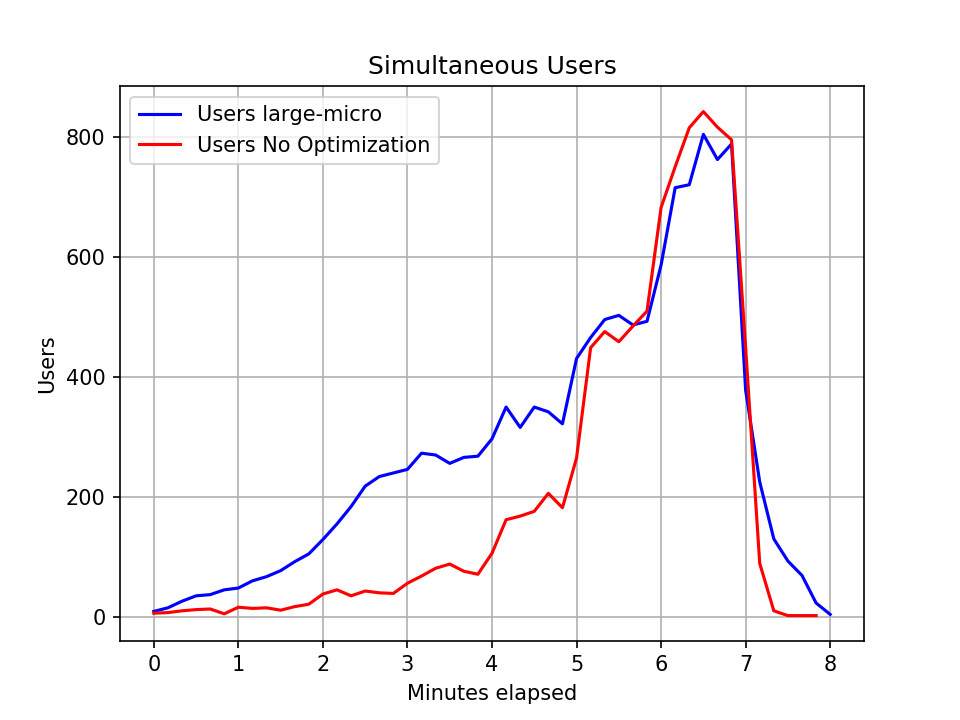 Simultaneous Users
Users large-micro
Users No Optimization
800
600
400
200
0
Users
0 1 2 3 4 5 6 7 8
Minutes elapsed